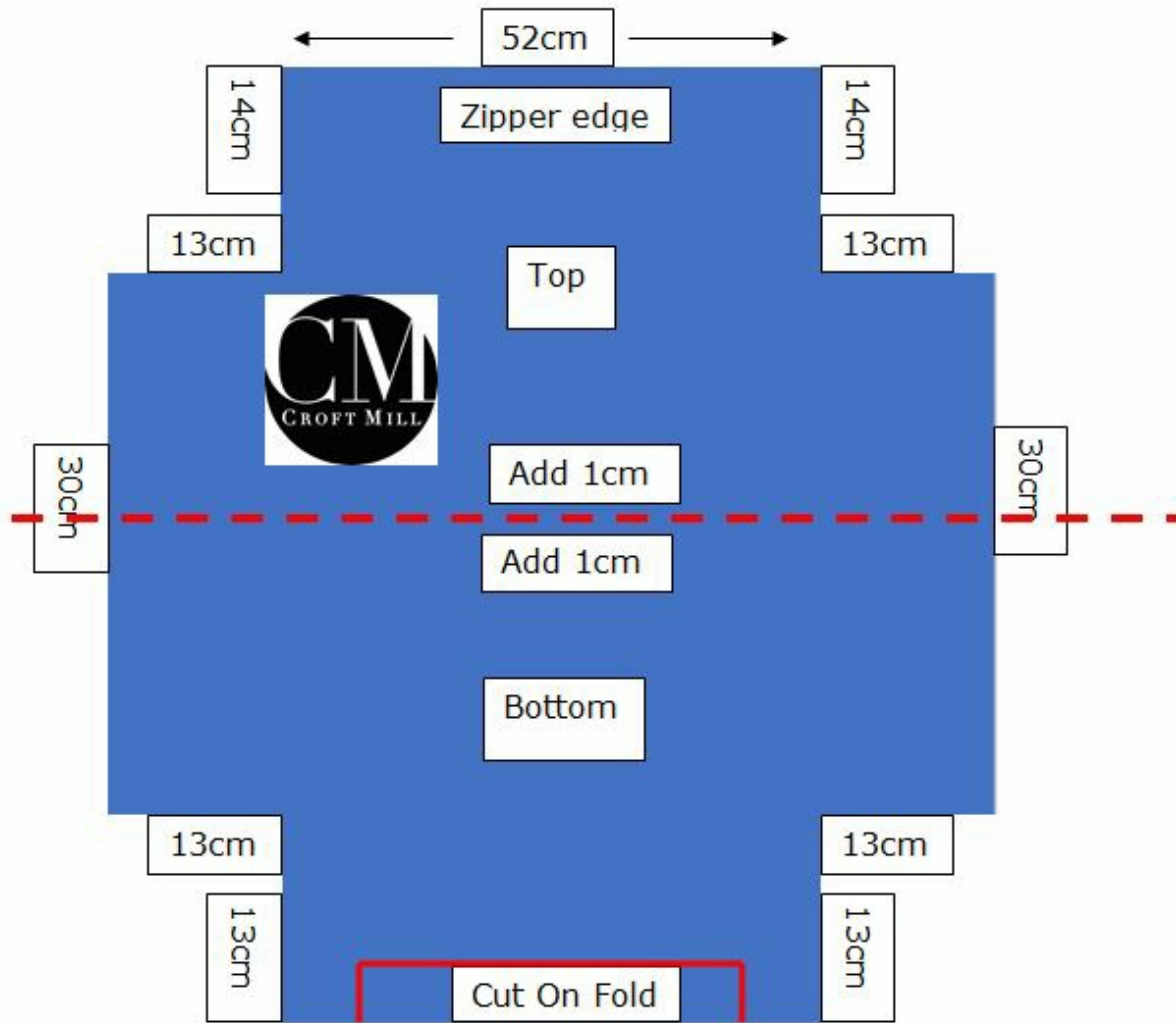 52cm
14cm
Zipper edge
14cm
13cm
13cm
Top
CM
CROFT MILL
30cm
Add 1cm
30cm
Add 1cm
Bottom
13cm
13cm
13cm
13cm
Cut On Fold